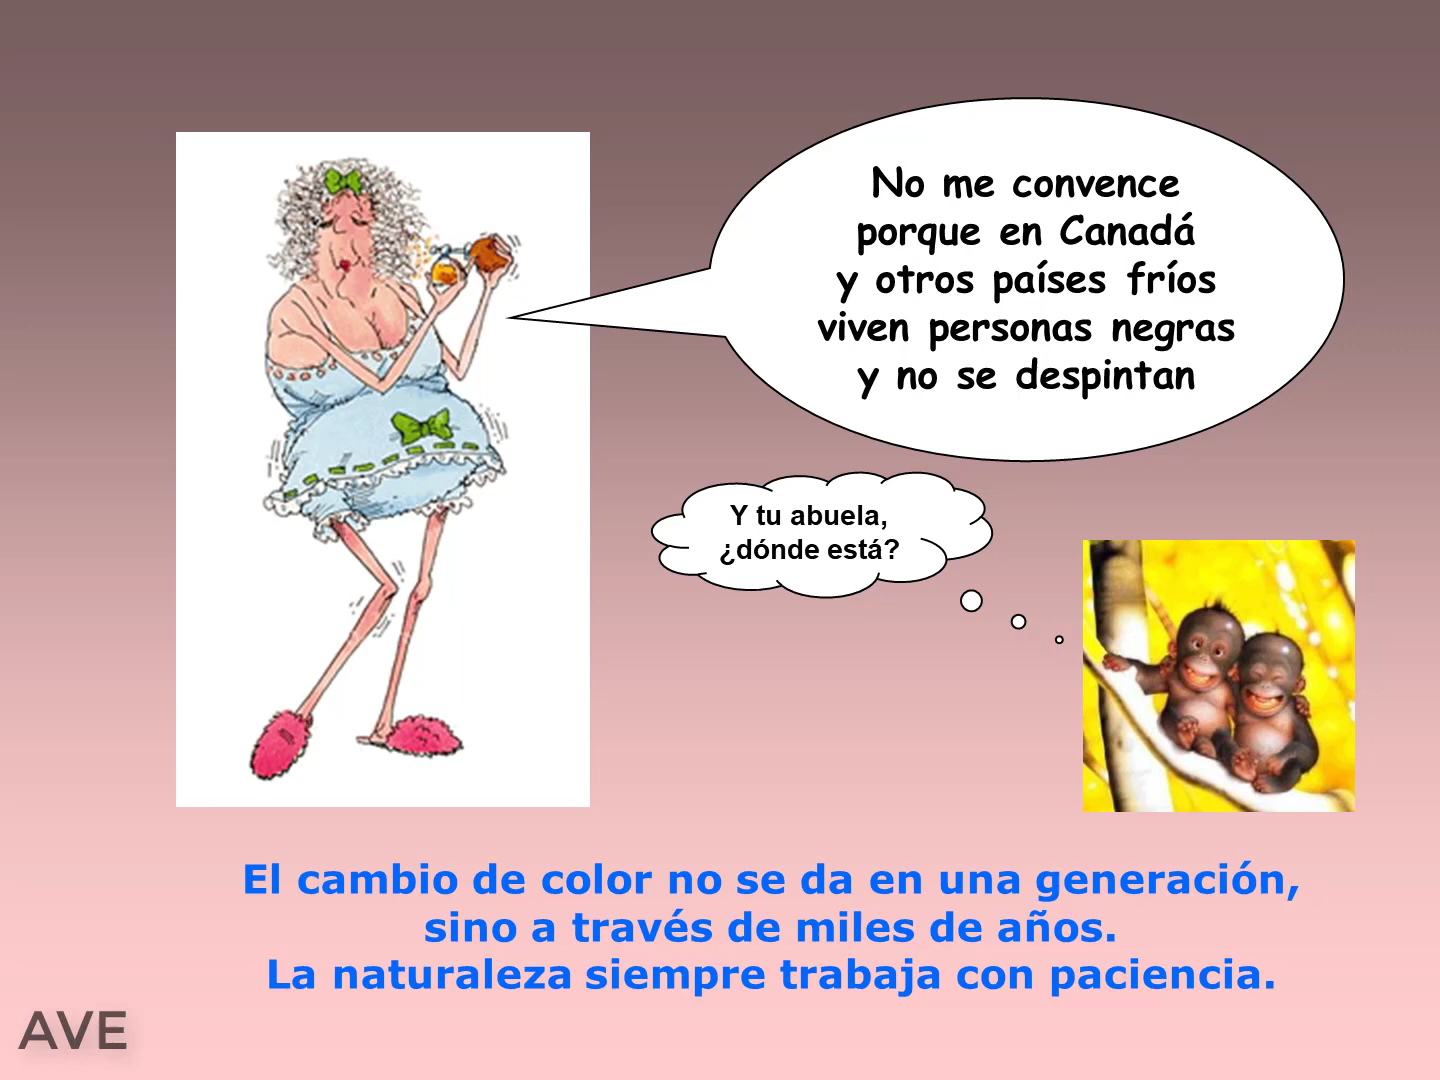 No me convence
porque en Canadá
y otros países fríos
viven personas negras
y no se despintan
Y tu abuela,
¿dónde está?
El cambio de color no se da en una generación,
sino a través de miles de años.
La naturaleza siempre trabaja con paciencia.
AVE